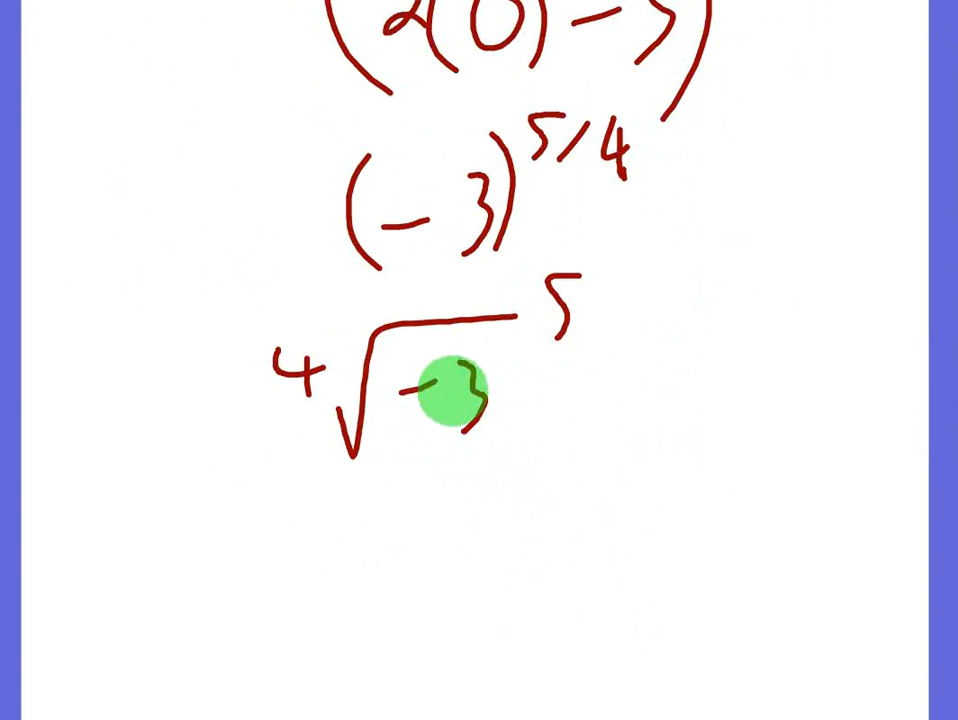 (2(0) - 3)
(-3)^5/4
4√-3 5